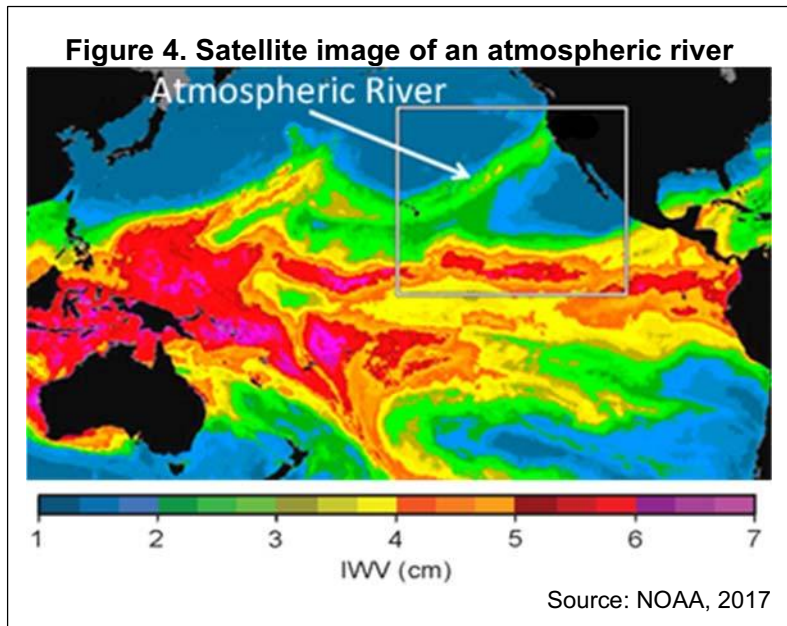 Figure 4. Satellite image of an atmospheric river
Atmospheric River
1 2 3 4 5 6 7
IWV (cm)
Source: NOAA, 2017